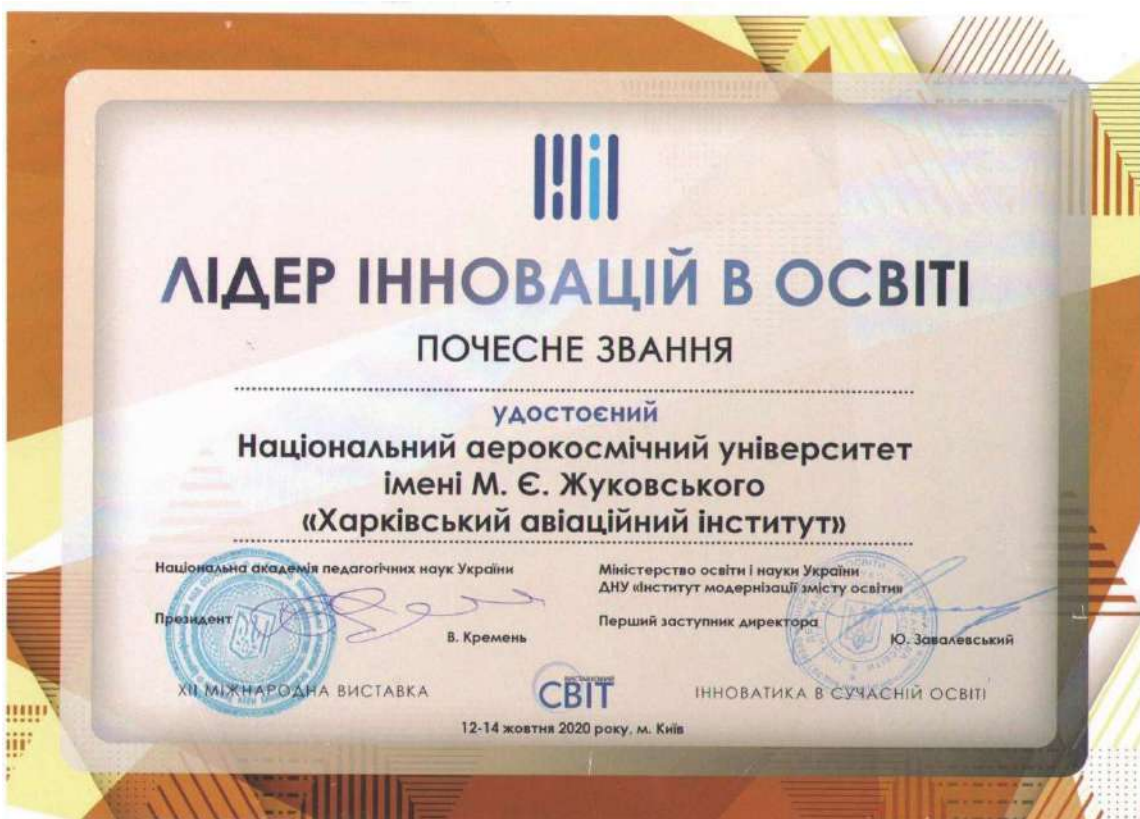 ЛІДЕР ІННОВАЦІЙ В ОСВІТІ
ПОЧЕСНЕ ЗВАННЯ
удостоєний
Національний аерокосмічний університет
імені М. Є. Жуковського
«Харківський авіаційний інститут»
Національна академія педагогічних наук України
Президент
В. Кремень
Міністерство освіти і науки України
ДНУ «Інститут модернізації змісту освіти»
Перший заступник директора
Ю. Завалевський
XII МІЖНАРОДНА ВИСТАВКА
ВИСТАВКОВИЙ
СВІТ
ІННОВАТИКА В СУЧАСНІЙ ОСВІТІ
12-14 жовтня 2020 року, м. Київ